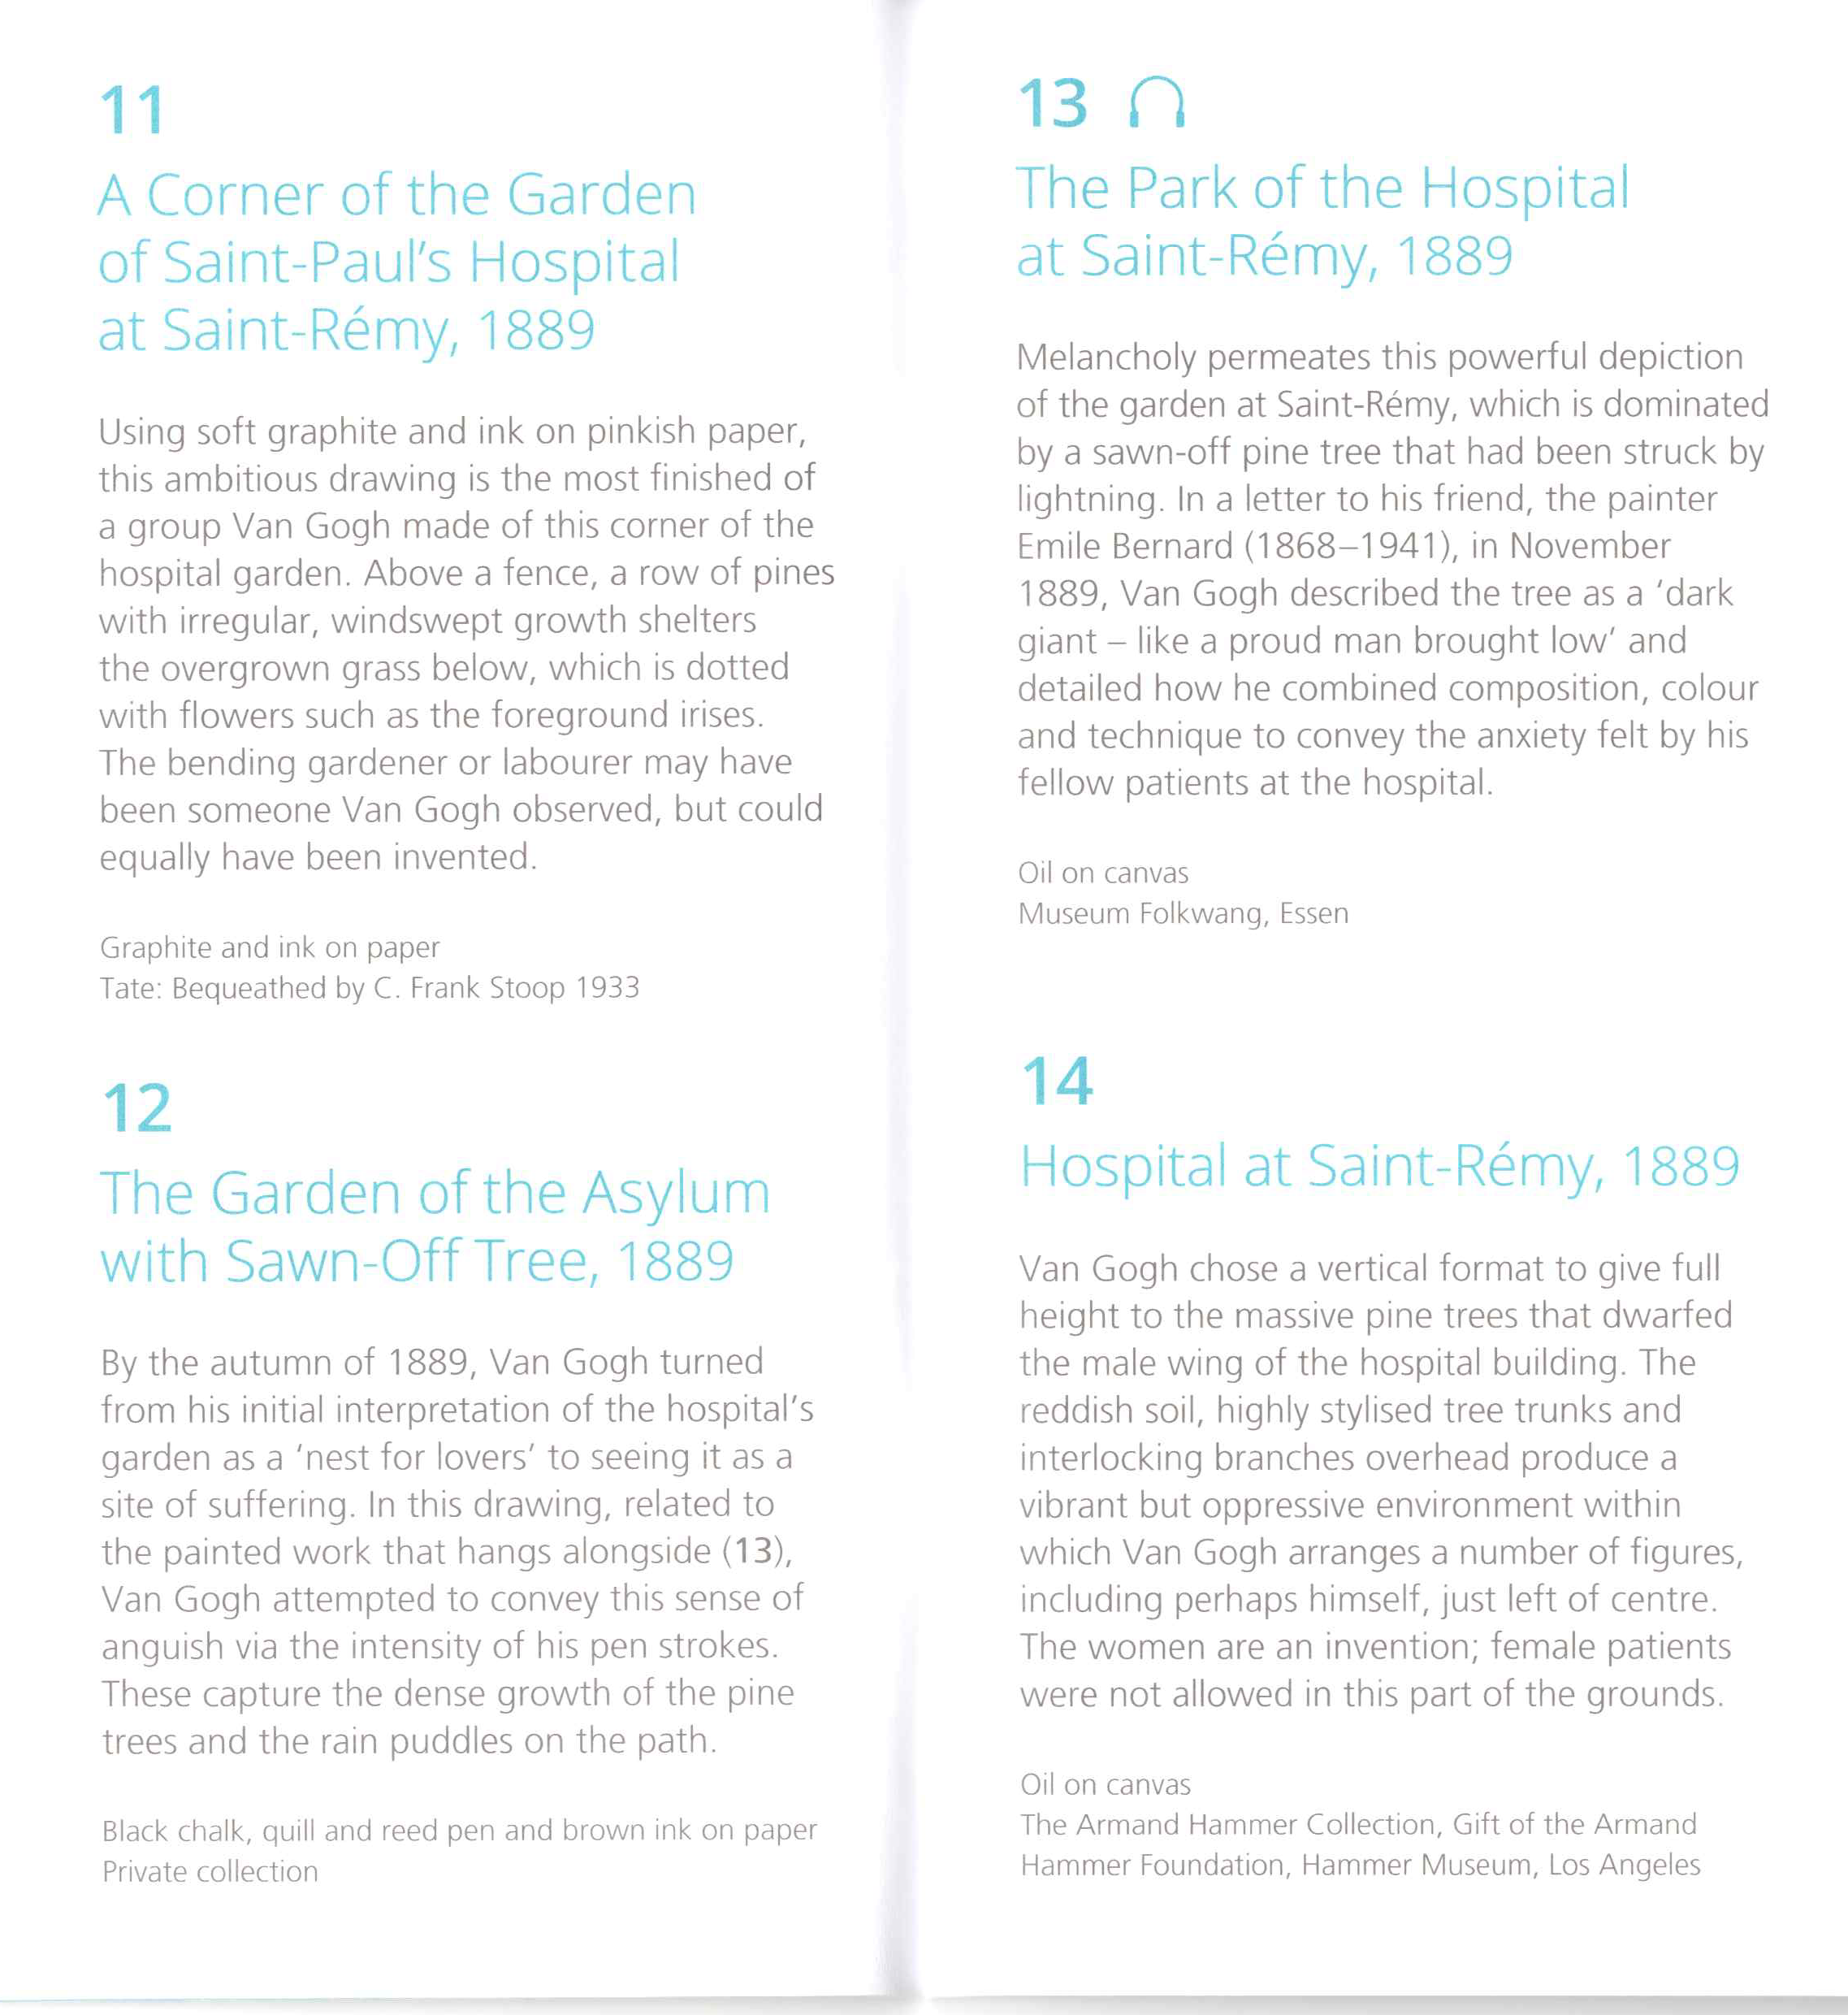 11
A Corner of the Garden
of Saint-Paul's Hospital
at Saint-Rémy, 1889
Using soft graphite and ink on pinkish paper,
this ambitious drawing is the most finished of
a group Van Gogh made of this corner of the
hospital garden. Above a fence, a row of pines
with irregular, windswept growth shelters
the overgrown grass below, which is dotted
with flowers such as the foreground irises.
The bending gardener or labourer may have
been someone Van Gogh observed, but could
equally have been invented.
Graphite and ink on paper
Tate: Bequeathed by C. Frank Stoop 1933
12
The Garden of the Asylum
with Sawn-Off Tree, 1889
By the autumn of 1889, Van Gogh turned
from his initial interpretation of the hospital's
garden as a 'nest for lovers' to seeing it as a
site of suffering. In this drawing, related to
the painted work that hangs alongside (13),
Van Gogh attempted to convey this sense of
anguish via the intensity of his pen strokes.
These capture the dense growth of the pine
trees and the rain puddles on the path.
Black chalk, quill and reed pen and brown ink on paper
Private collection
13
The Park of the Hospital
at Saint-Rémy, 1889
Melancholy permeates this powerful depiction
of the garden at Saint-Rémy, which is dominated
by a sawn-off pine tree that had been struck by
lightning. In a letter to his friend, the painter
Emile Bernard (1868–1941), in November
1889, Van Gogh described the tree as a 'dark
giant – like a proud man brought low' and
detailed how he combined composition, colour
and technique to convey the anxiety felt by his
fellow patients at the hospital.
Oil on canvas
Museum Folkwang, Essen
14
Hospital at Saint-Rémy, 1889
Van Gogh chose a vertical format to give full
height to the massive pine trees that dwarfed
the male wing of the hospital building. The
reddish soil, highly stylised tree trunks and
interlocking branches overhead produce a
vibrant but oppressive environment within
which Van Gogh arranges a number of figures,
including perhaps himself, just left of centre.
The women are an invention; female patients
were not allowed in this part of the grounds.
Oil on canvas
The Armand Hammer Collection, Gift of the Armand
Hammer Foundation, Hammer Museum, Los Angeles